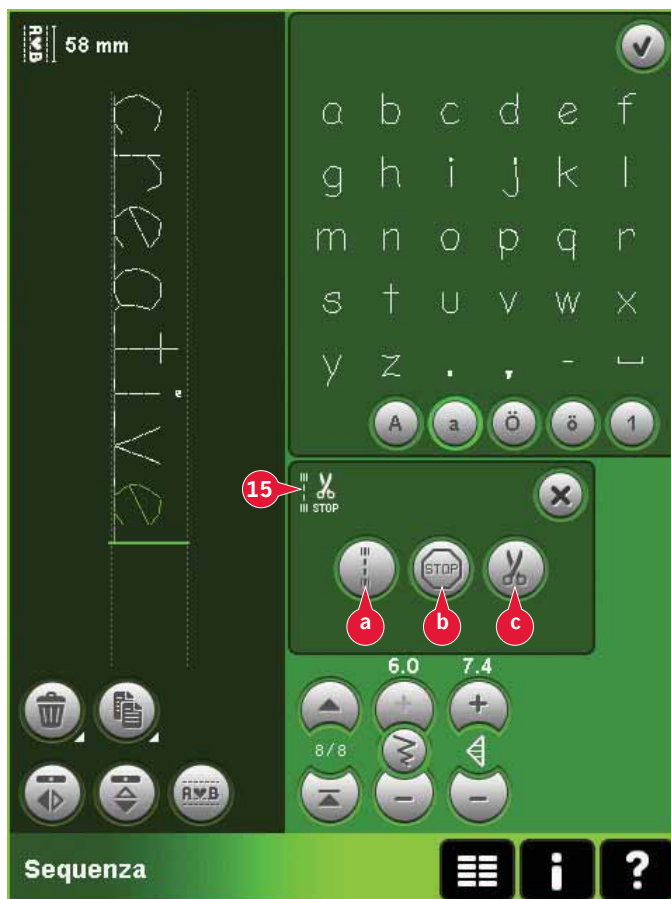 58 mm
creative
a b c d e f
g h i j k l
m n o p q r
s t u v w x
y z . , -
A a Ö ö 1
15
STOP
STOP
a b c
6.0 7.4
8/8
A♥B
A♥B
Sequenza
i ?